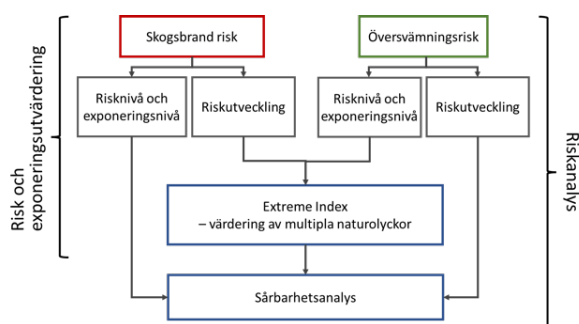 Skogsbrand risk
Översvämningsrisk
Risknivå och
exponeringsnivå
Riskutveckling
Risknivå och
exponeringsnivå
Riskutveckling
Extreme Index
– värdering av multipla naturolyckor
Sårbarhetsanalys
Risk och
exponeringsutvärdering
Riskanalys